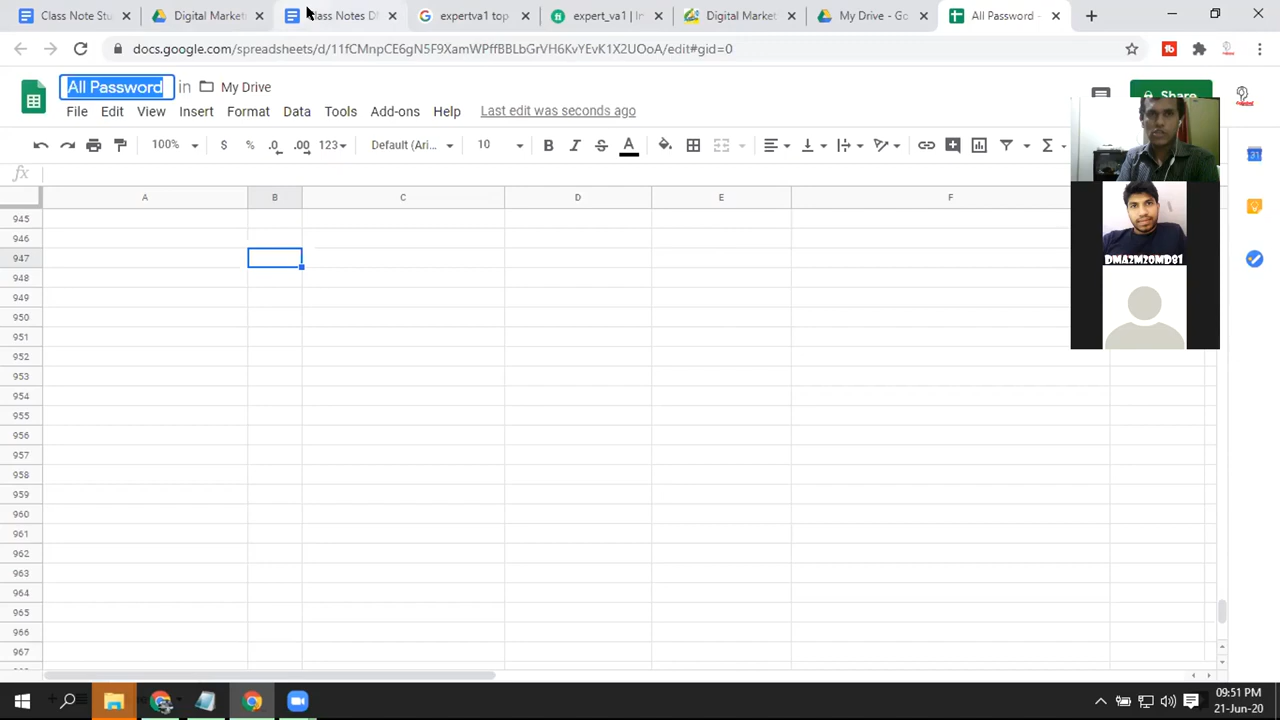 Class Note Stu
Digital Market
Class Notes D
expertva1 top
expert_va1 | In
Digital Market
My Drive - Go
All Password -
docs.google.com/spreadsheets/d/11fCMnpCE6gN5F9XamWPffBBLbGrVH6KvYEvK1X2UOoA/edit#gid=0
All Password in My Drive
Share
File Edit View Insert Format Data Tools Add-ons Help Last edit was seconds ago
100% $ % .0 .00 123 Default (Ari... 10 B I S A Σ
fx
A B C D E F
945
946
947
948
949
950
951
952
953
954
955
956
957
958
959
960
961
962
963
964
965
966
967
DMA2M20MD81
31
09:51 PM
21-Jun-20